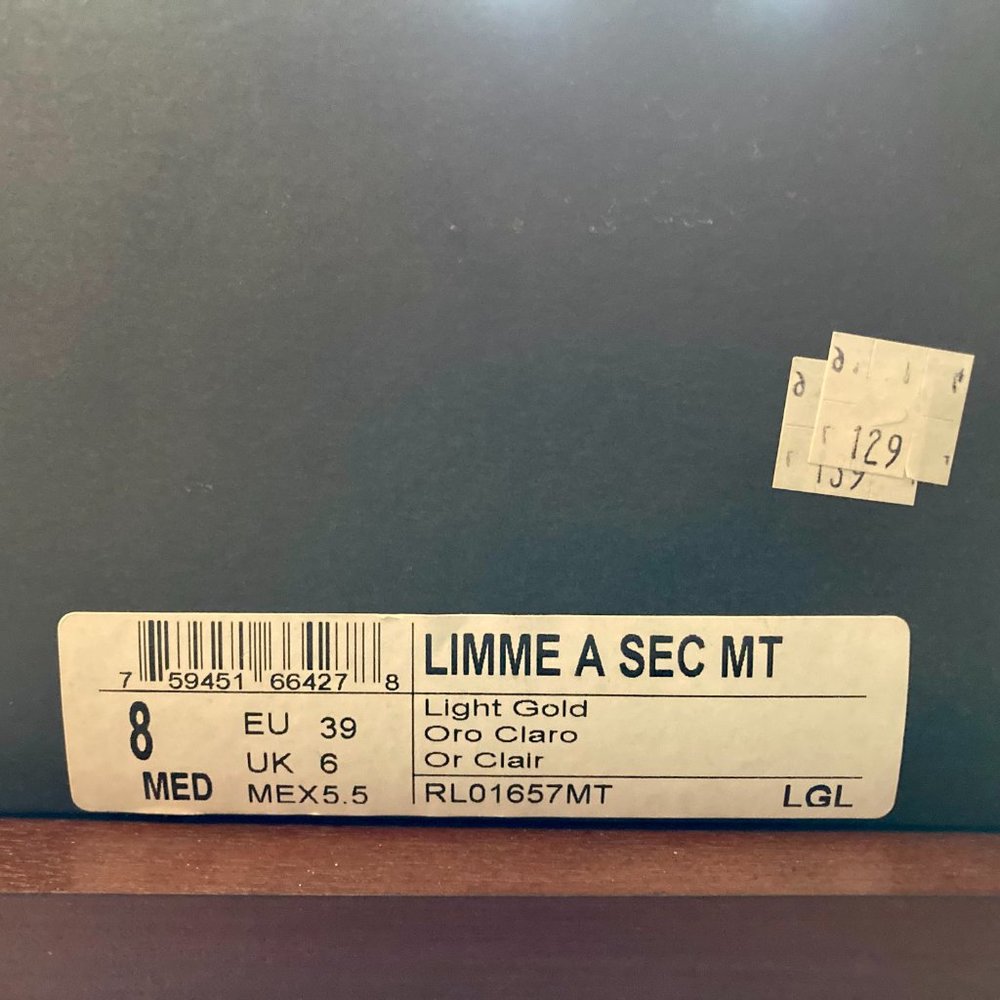 129
139
7 59451 66427 8
LIMME A SEC MT
8
MED
EU 39
UK 6
MEX5.5
Light Gold
Oro Claro
Or Clair
RL01657MT LGL